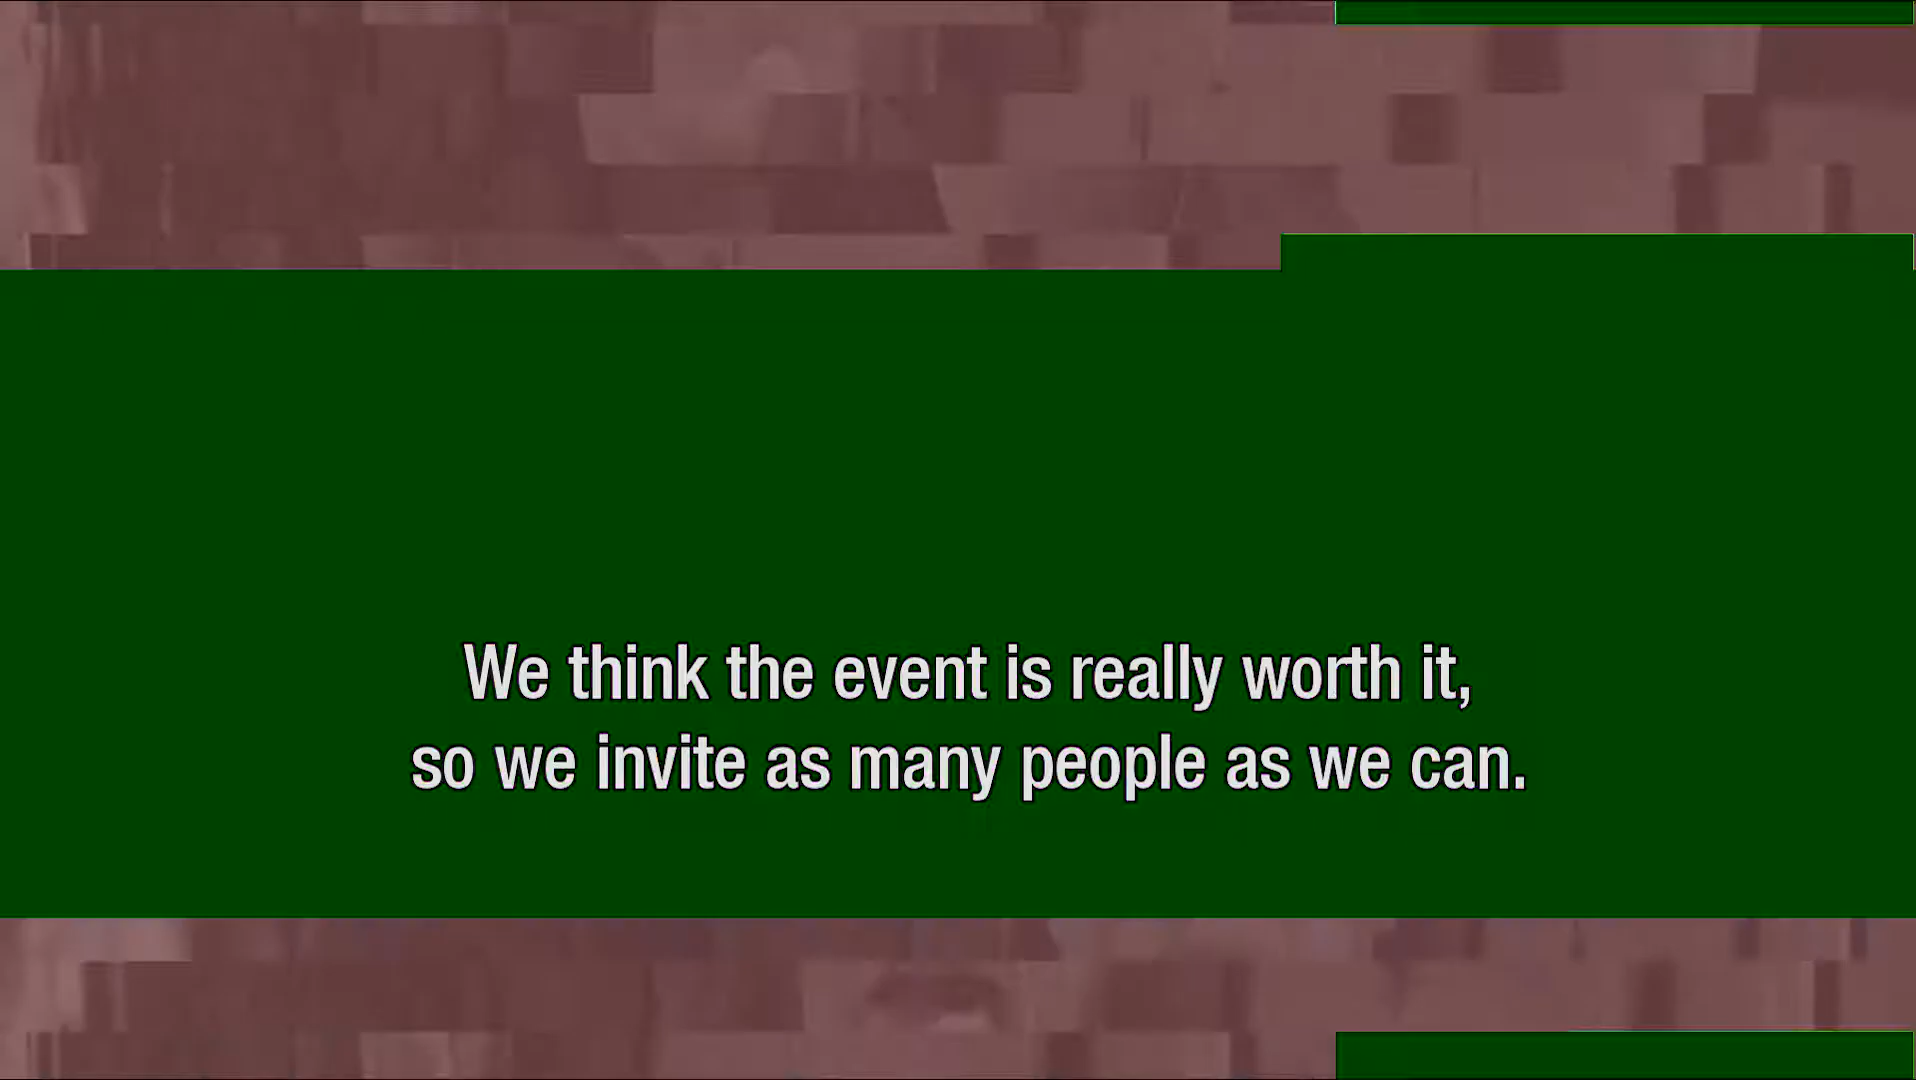 We think the event is really worth it,
so we invite as many people as we can.